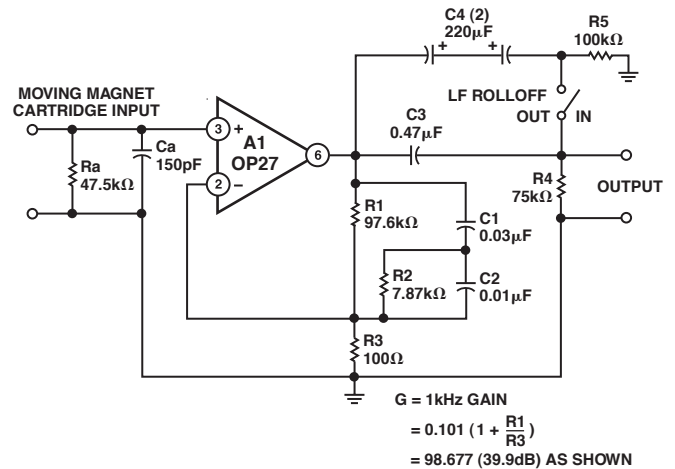 C4 (2)
220µF
R5
100kΩ
+ +
MOVING MAGNET
CARTRIDGE INPUT
LF ROLLOFF
OUT IN
C3
0.47µF
3 +
A1
OP27
6
2 –
Ca
150pF
Ra
47.5kΩ
R4
75kΩ
OUTPUT
R1
97.6kΩ
C1
0.03µF
R2
7.87kΩ
C2
0.01µF
R3
100Ω
G = 1kHz GAIN
= 0.101 (1 + R1/R3)
= 98.677 (39.9dB) AS SHOWN